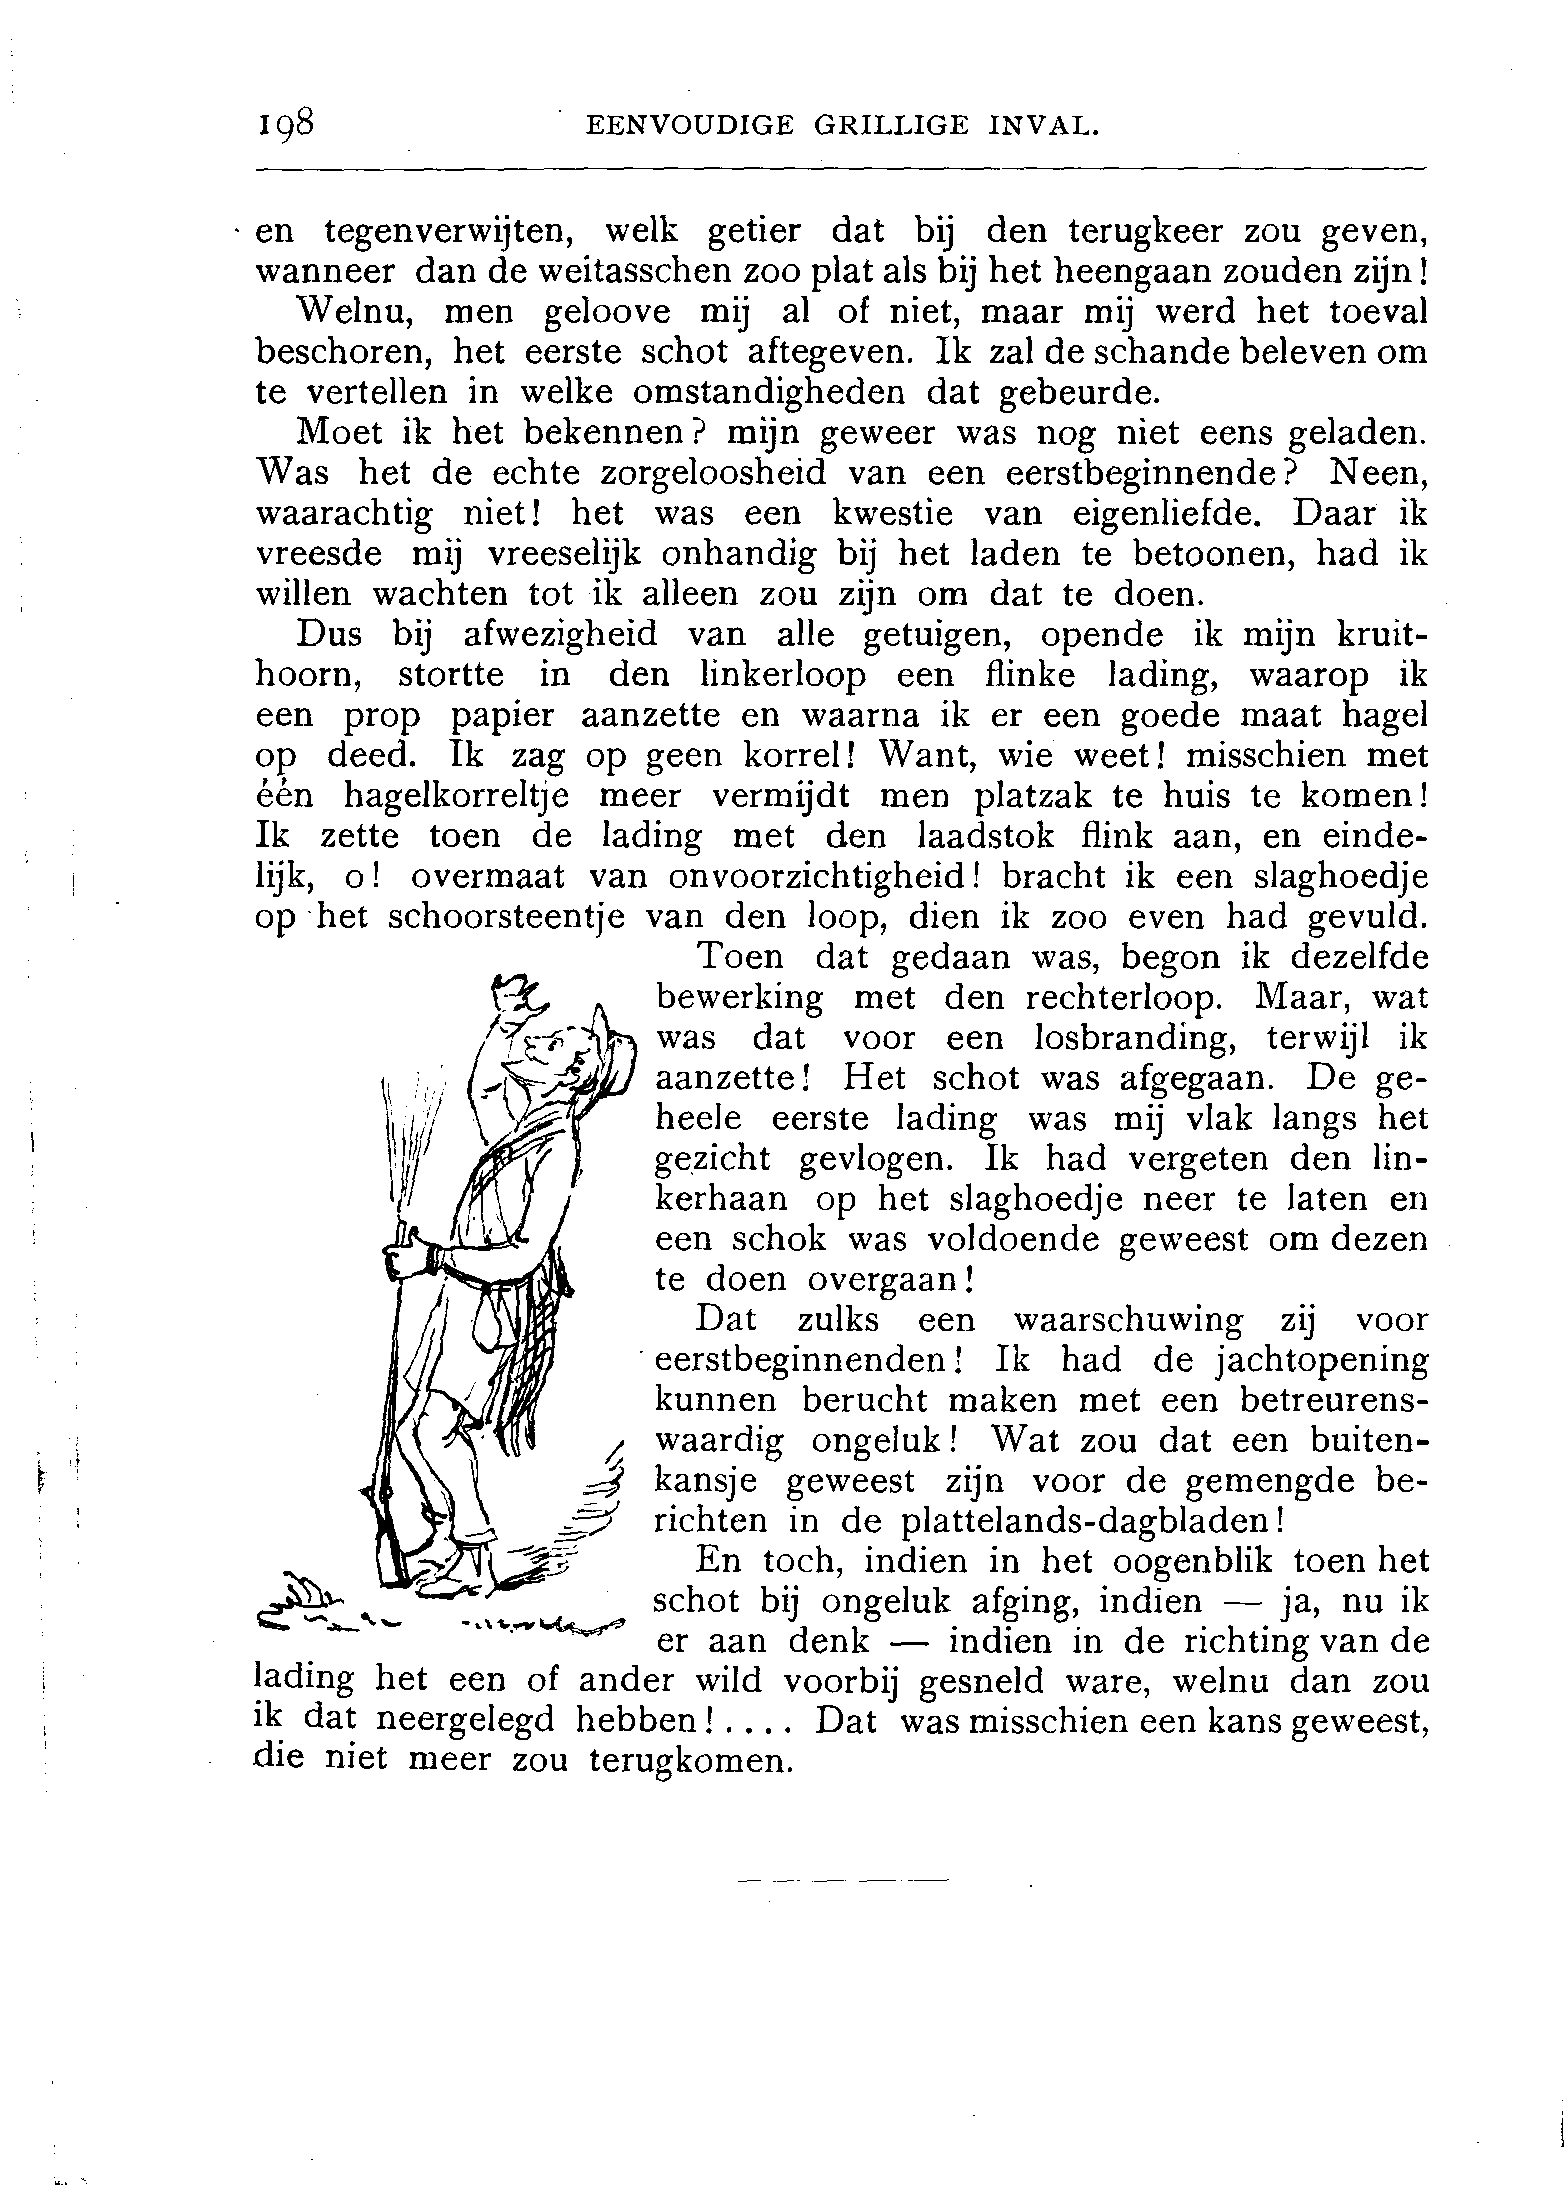 198 EENVOUDIGE GRILLIGE INVAL.
en tegenverwijten, welk getier dat bij den terugkeer zou geven,
wanneer dan de weitasschen zoo plat als bij het heengaan zouden zijn!
Welnu, men geloove mij al of niet, maar mij werd het toeval
beschoren, het eerste schot aftegeven. Ik zal de schande beleven om
te vertellen in welke omstandigheden dat gebeurde.
Moet ik het bekennen? mijn geweer was nog niet eens geladen.
Was het de echte zorgeloosheid van een eerstbeginnende? Neen,
waarachtig niet! het was een kwestie van eigenliefde. Daar ik
vreesde mij vreeselijk onhandig bij het laden te betoonen, had ik
willen wachten tot ik alleen zou zijn om dat te doen.
Dus bij afwezigheid van alle getuigen, opende ik mijn kruit-
hoorn, stortte in den linkerloop een flinke lading, waarop ik
een prop papier aanzette en waarna ik er een goede maat hagel
op deed. Ik zag op geen korrel! Want, wie weet! misschien met
één hagelkorreltje meer vermijdt men platzak te huis te komen!
Ik zette toen de lading met den laadstok flink aan, en einde-
lijk, o! overmaat van onvoorzichtigheid! bracht ik een slaghoedje
op het schoorsteentje van den loop, dien ik zoo even had gevuld.
Toen dat gedaan was, begon ik dezelfde
bewerking met den rechterloop. Maar, wat
was dat voor een losbranding, terwijl ik
aanzette! Het schot was afgegaan. De ge-
heele eerste lading was mij vlak langs het
gezicht gevlogen. Ik had vergeten den lin-
kerhaan op het slaghoedje neer te laten en
een schok was voldoende geweest om dezen
te doen overgaan!
Dat zulks een waarschuwing zij voor
eerstbeginnenden! Ik had de jachtopening
kunnen berucht maken met een betreurens-
waardig ongeluk! Wat zou dat een buiten-
kansje geweest zijn voor de gemengde be-
richten in de plattelands-dagbladen!
En toch, indien in het oogenblik toen het
schot bij ongeluk afging, indien — ja, nu ik
er aan denk — indien in de richting van de
lading het een of ander wild voorbij gesneld ware, welnu dan zou
ik dat neergelegd hebben!.... Dat was misschien een kans geweest,
die niet meer zou terugkomen.